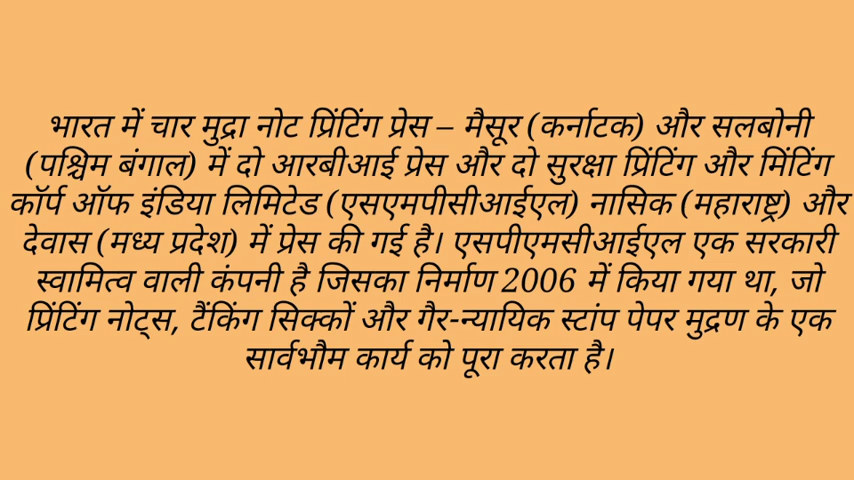 भारत में चार मुद्रा नोट प्रिंटिंग प्रेस – मैसूर (कर्नाटक) और सलबोनी
(पश्चिम बंगाल) में दो आरबीआई प्रेस और दो सुरक्षा प्रिंटिंग और मिंटिंग
कॉर्प ऑफ इंडिया लिमिटेड (एसएमपीसीआईएल) नासिक (महाराष्ट्र) और
देवास (मध्य प्रदेश) में प्रेस की गई है। एसपीएमसीआईएल एक सरकारी
स्वामित्व वाली कंपनी है जिसका निर्माण 2006 में किया गया था, जो
प्रिंटिंग नोट्स, टैंकिंग सिक्कों और गैर-न्यायिक स्टांप पेपर मुद्रण के एक
सार्वभौम कार्य को पूरा करता है।